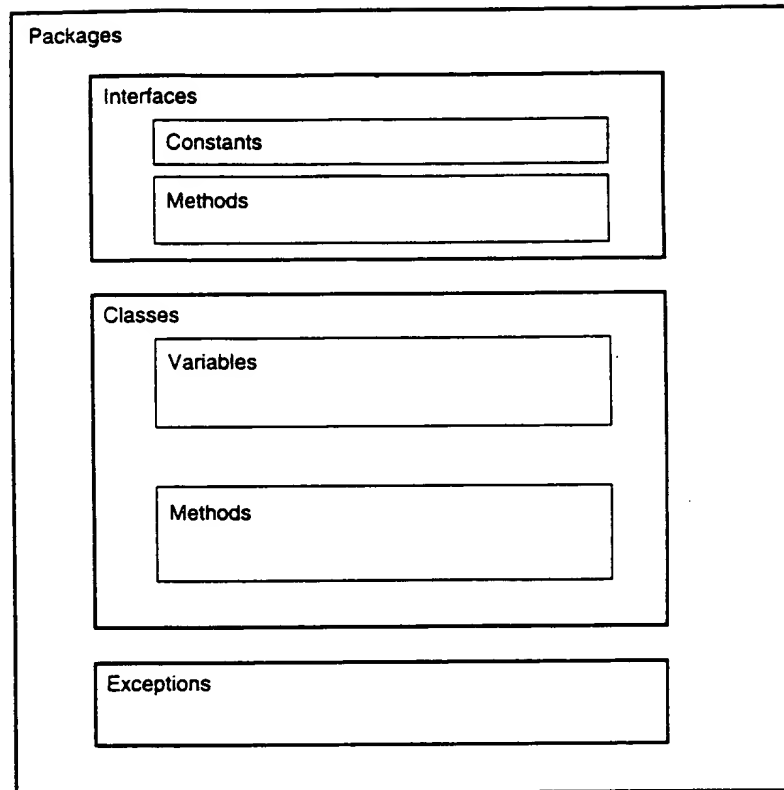 Packages
Interfaces
Constants
Methods
Classes
Variables
Methods
Exceptions